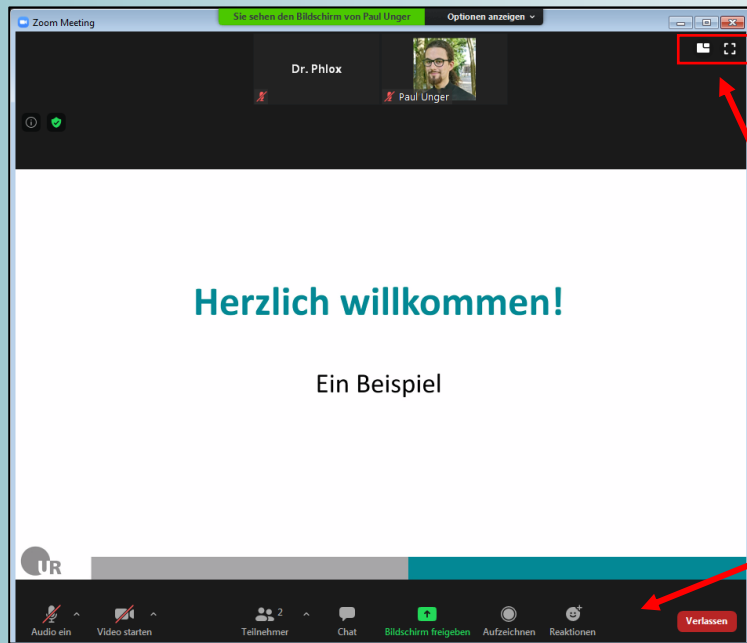 Zoom Meeting
Sie sehen den Bildschirm von Paul Unger
Optionen anzeigen
Dr. Phlox
Paul Unger
Herzlich willkommen!
Ein Beispiel
UR
2
Audio ein
Video starten
Teilnehmer
Chat
Bildschirm freigeben
Aufzeichnen
Reaktionen
Verlassen